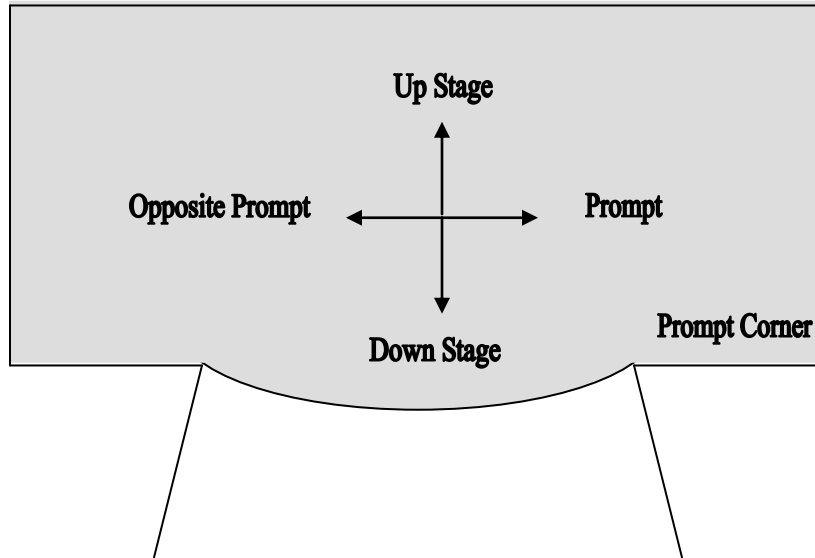 Up Stage
Opposite Prompt
Prompt
Prompt Corner
Down Stage